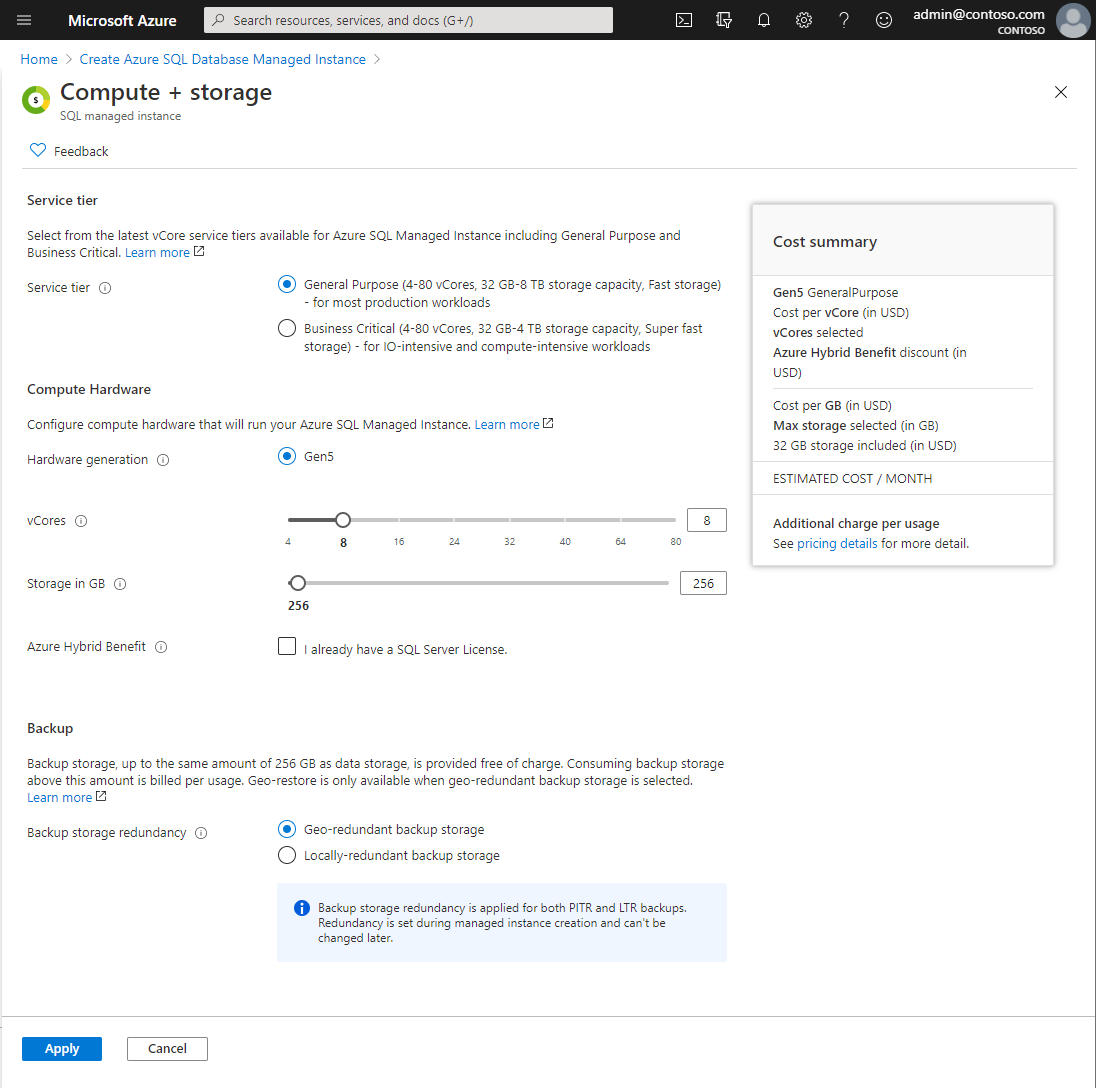 Microsoft Azure
Search resources, services, and docs (G+/)
admin@contoso.com
CONTOSO
Home > Create Azure SQL Database Managed Instance >
Compute + storage
SQL managed instance
Feedback
Service tier
Select from the latest vCore service tiers available for Azure SQL Managed Instance including General Purpose and
Business Critical. Learn more
Service tier
General Purpose (4-80 vCores, 32 GB-8 TB storage capacity, Fast storage)
- for most production workloads
Business Critical (4-80 vCores, 32 GB-4 TB storage capacity, Super fast
storage) - for IO-intensive and compute-intensive workloads
Compute Hardware
Configure compute hardware that will run your Azure SQL Managed Instance. Learn more
Hardware generation
Gen5
vCores
8
4 8 16 24 32 40 64 80
Storage in GB
256
256
Azure Hybrid Benefit
I already have a SQL Server License.
Backup
Backup storage, up to the same amount of 256 GB as data storage, is provided free of charge. Consuming backup storage
above this amount is billed per usage. Geo-restore is only available when geo-redundant backup storage is selected.
Learn more
Backup storage redundancy
Geo-redundant backup storage
Locally-redundant backup storage
Backup storage redundancy is applied for both PITR and LTR backups.
Redundancy is set during managed instance creation and can't be
changed later.
Cost summary
Gen5 GeneralPurpose
Cost per vCore (in USD)
vCores selected
Azure Hybrid Benefit discount (in
USD)
Cost per GB (in USD)
Max storage selected (in GB)
32 GB storage included (in USD)
ESTIMATED COST / MONTH
Additional charge per usage
See pricing details for more detail.
Apply
Cancel